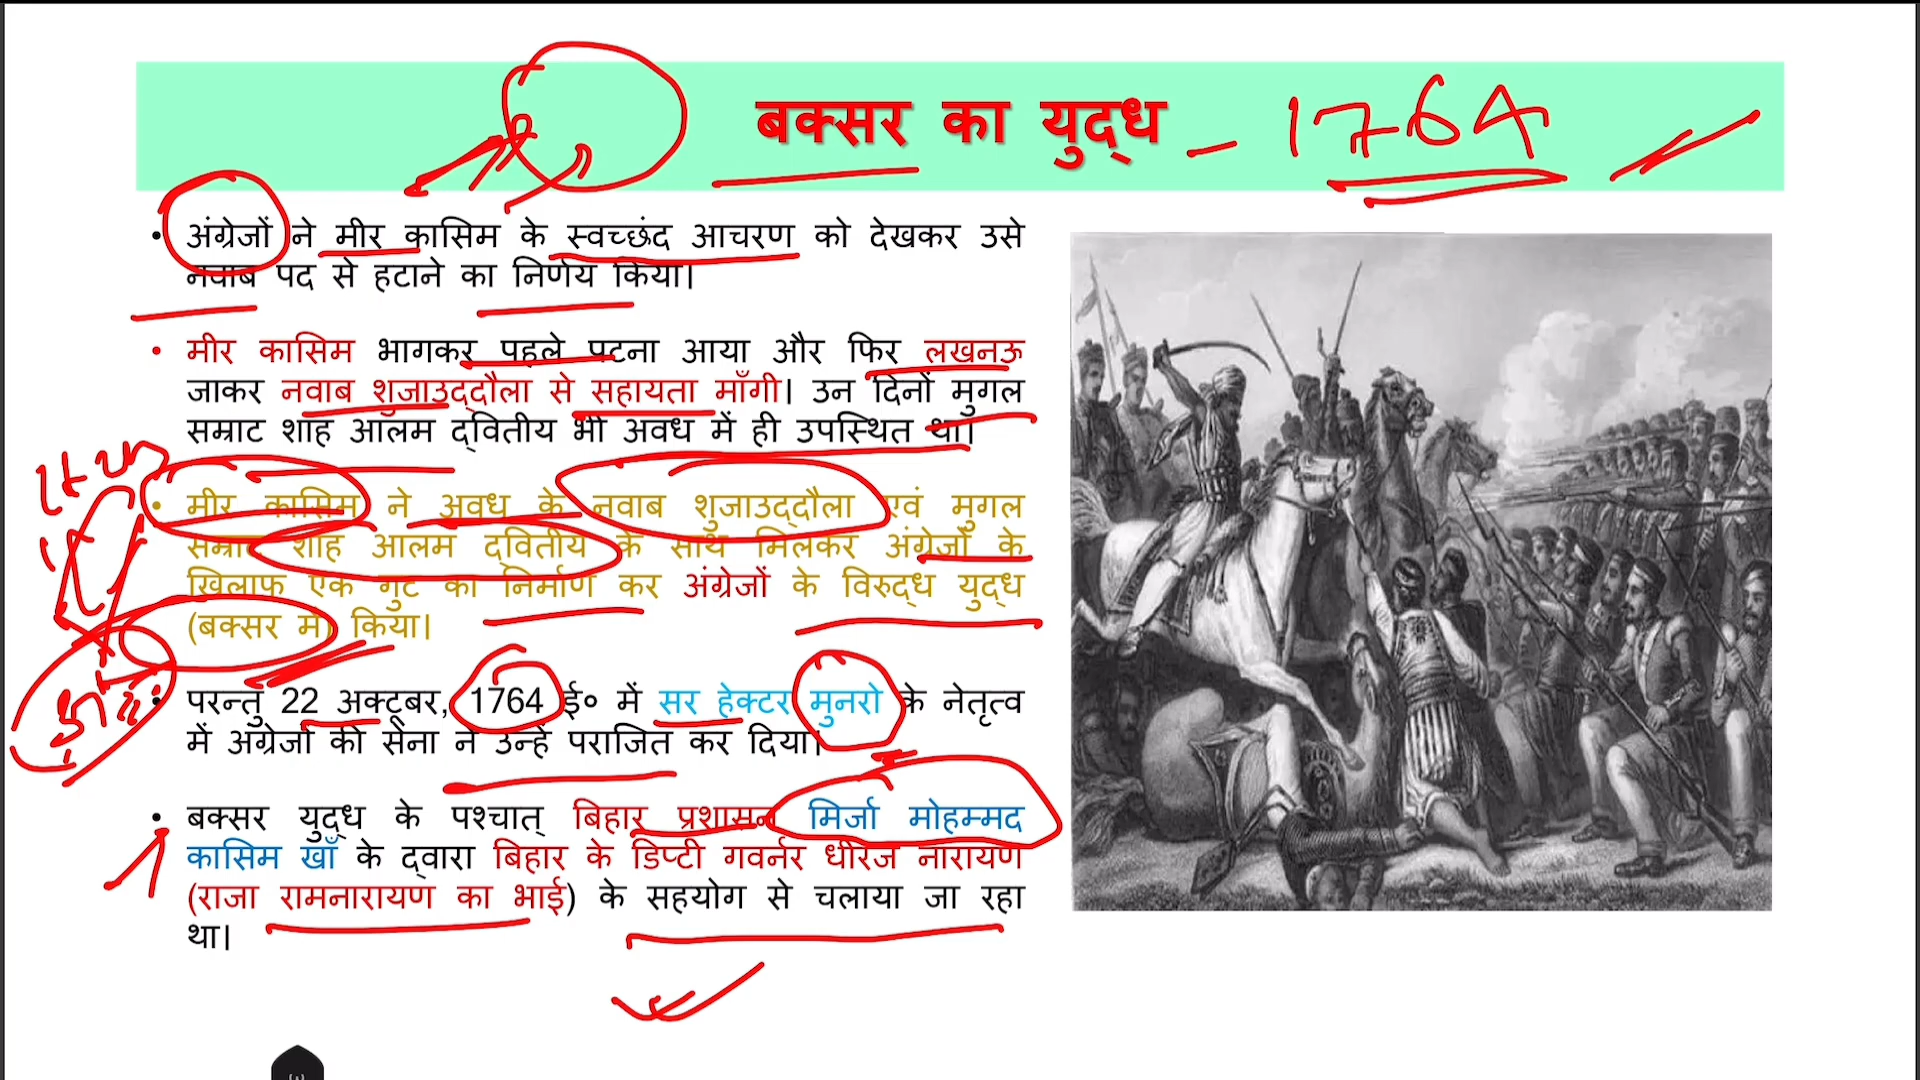 बक्सर का युद्ध - 1764
• अंग्रेजों ने मीर कासिम के स्वच्छंद आचरण को देखकर उसे
नवाब पद से हटाने का निर्णय किया।
• मीर कासिम भागकर पहले पटना आया और फिर लखनऊ
जाकर नवाब शुजाउद्दौला से सहायता माँगी। उन दिनों मुगल
सम्राट शाह आलम द्वितीय भी अवध में ही उपस्थित था।
• मीर कासिम ने अवध के नवाब शुजाउद्दौला एवं मुगल
सम्राट शाह आलम द्वितीय के साथ मिलकर अंग्रेजों के
खिलाफ एक गुट का निर्माण कर अंग्रेजों के विरुद्ध युद्ध
(बक्सर में) किया।
• परन्तु 22 अक्टूबर, 1764 ई० में सर हेक्टर मुनरो के नेतृत्व
में अंग्रेजों की सेना ने उन्हें पराजित कर दिया।
• बक्सर युद्ध के पश्चात् बिहार प्रशासन मिर्जा मोहम्मद
कासिम खाँ के द्वारा बिहार के डिप्टी गवर्नर धीरज नारायण
(राजा रामनारायण का भाई) के सहयोग से चलाया जा रहा
था।